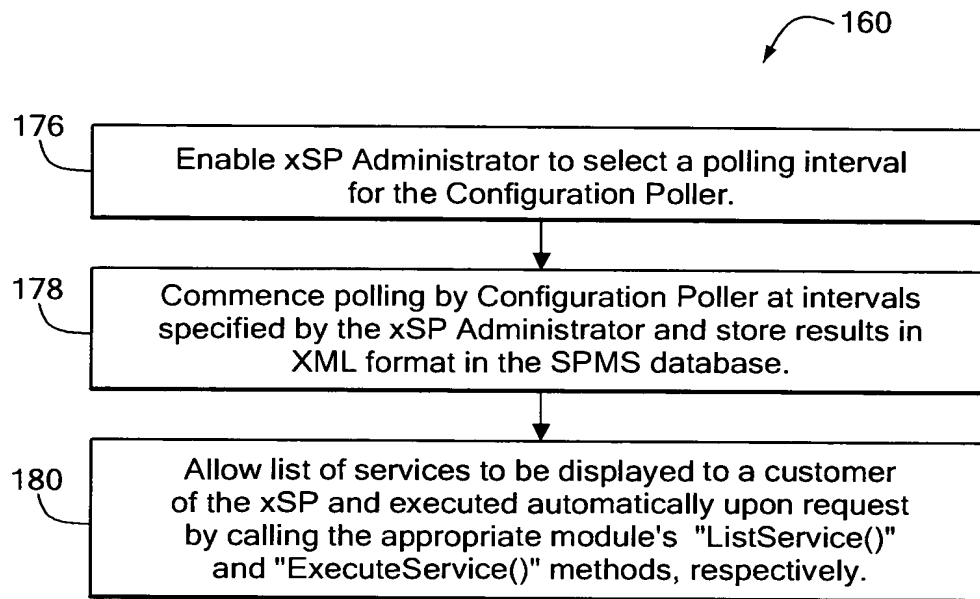 160
176
Enable xSP Administrator to select a polling interval
for the Configuration Poller.
178
Commence polling by Configuration Poller at intervals
specified by the xSP Administrator and store results in
XML format in the SPMS database.
180
Allow list of services to be displayed to a customer
of the xSP and executed automatically upon request
by calling the appropriate module's "ListService()"
and "ExecuteService()" methods, respectively.